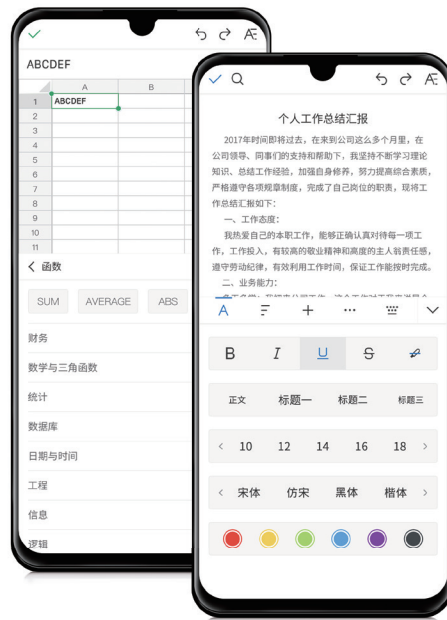 ABCDEF
A B
1 ABCDEF
2
3
4
5
6
7
8
9
10
11
函数
SUM AVERAGE ABS
财务
数学与三角函数
统计
数据库
日期与时间
工程
信息
逻辑
个人工作总结汇报
2017年时间即将过去，在来到公司这么多个月里，在
公司领导、同事们的支持和帮助下，我坚持不断学习理论
知识、总结工作经验，加强自身修养，努力提高综合素质，
严格遵守各项规章制度，完成了自己岗位的职责，现将工
作总结汇报如下：
一、工作态度：
我热爱自己的本职工作，能够正确认真对待每一项工
作，工作投入，有较高的敬业精神和高度的主人翁责任感，
遵守劳动纪律，有效利用工作时间，保证工作能按时完成。
二、业务能力：
A
B I U S
正文 标题一 标题二 标题三
10 12 14 16 18
宋体 仿宋 黑体 楷体